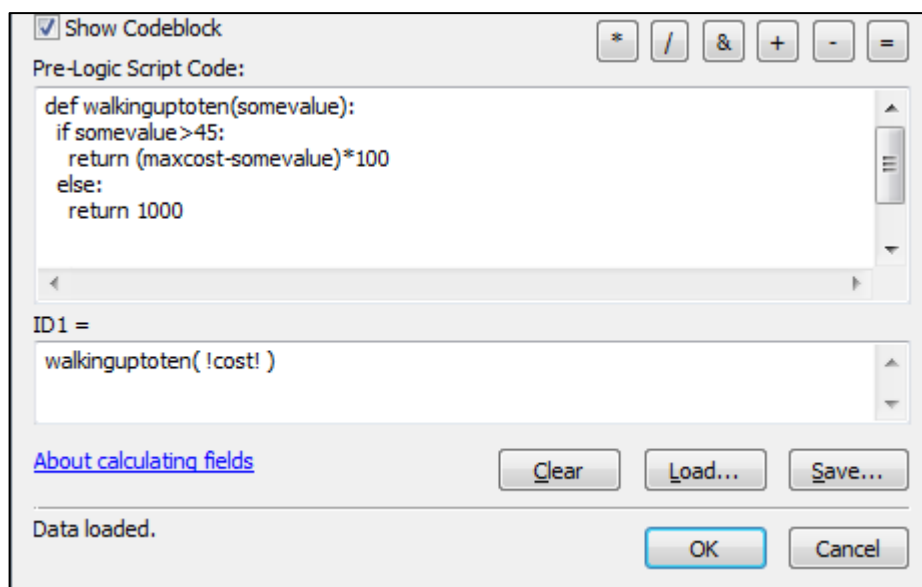 Show Codeblock
* / & + - =
Pre-Logic Script Code:
def walkinguptoten(somevalue):
  if somevalue>45:
    return (maxcost-somevalue)*100
  else:
    return 1000
ID1 =
walkinguptoten( !cost! )
About calculating fields
Clear Load... Save...
Data loaded.
OK Cancel